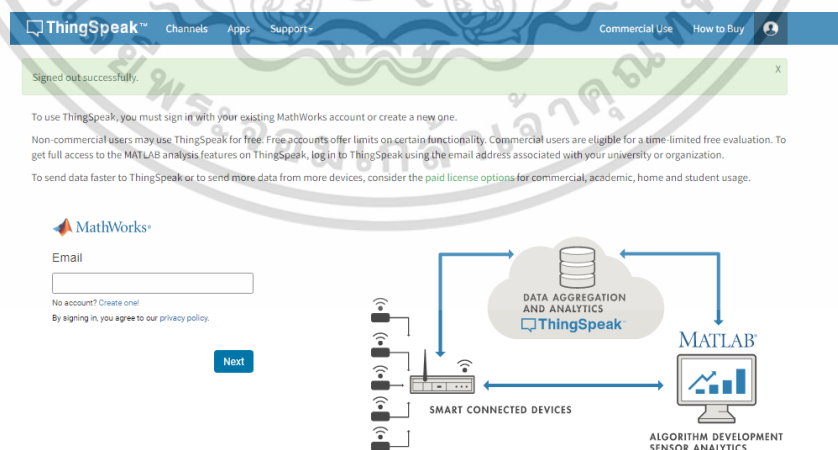 ThingSpeak™ Channels Apps Support Commercial Use How to Buy
Signed out successfully. X
To use ThingSpeak, you must sign in with your existing MathWorks account or create a new one.
Non-commercial users may use ThingSpeak for free. Free accounts offer limits on certain functionality. Commercial users are eligible for a time-limited free evaluation. To
get full access to the MATLAB analysis features on ThingSpeak, log in to ThingSpeak using the email address associated with your university or organization.
To send data faster to ThingSpeak or to send more data from more devices, consider the paid license options for commercial, academic, home and student usage.
MathWorks®
Email
No account? Create one!
By signing in, you agree to our privacy policy.
Next
DATA AGGREGATION
AND ANALYTICS
ThingSpeak™
MATLAB®
SMART CONNECTED DEVICES
ALGORITHM DEVELOPMENT
SENSOR ANALYTICS